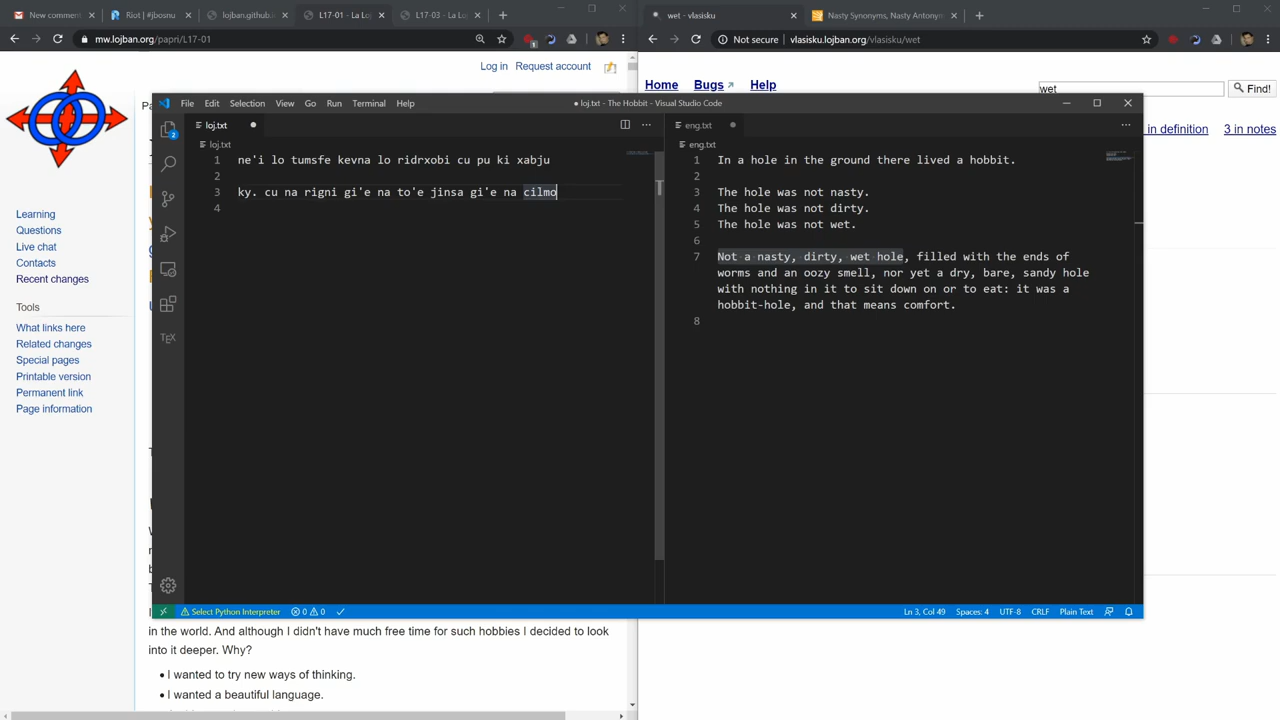 New comment
Riot | #jbosnu
lojban.github.i
L17-01 - La Lo
L17-03 - La Lo
mw.lojban.org/papri/L17-01
wet - vlasisku
Nasty Synonyms, Nasty Antonym
Not secure
vlasisku.lojban.org/vlasisku/wet
Log in
Request account
Home
Bugs
Help
wet
Find!
in definition
3 in notes
File Edit Selection View Go Run Terminal Help
● loj.txt - The Hobbit - Visual Studio Code
loj.txt
eng.txt
loj.txt
eng.txt
1 ne'i lo tumsfe kevna lo ridrxobi cu pu ki xabju
2
3 ky. cu na rigni gi'e na to'e jinsa gi'e na cilmo
4
1 In a hole in the ground there lived a hobbit.
2
3 The hole was not nasty.
4 The hole was not dirty.
5 The hole was not wet.
6
7 Not a nasty, dirty, wet hole, filled with the ends of
worms and an oozy smell, nor yet a dry, bare, sandy hole
with nothing in it to sit down on or to eat: it was a
hobbit-hole, and that means comfort.
8
Learning
Questions
Live chat
Contacts
Recent changes
Tools
What links here
Related changes
Special pages
Printable version
Permanent link
Page information
2
TEX
Select Python Interpreter
0
0
Ln 3, Col 49
Spaces: 4
UTF-8
CRLF
Plain Text
in the world. And although I didn't have much free time for such hobbies I decided to look
into it deeper. Why?
• I wanted to try new ways of thinking.
• I wanted a beautiful language.